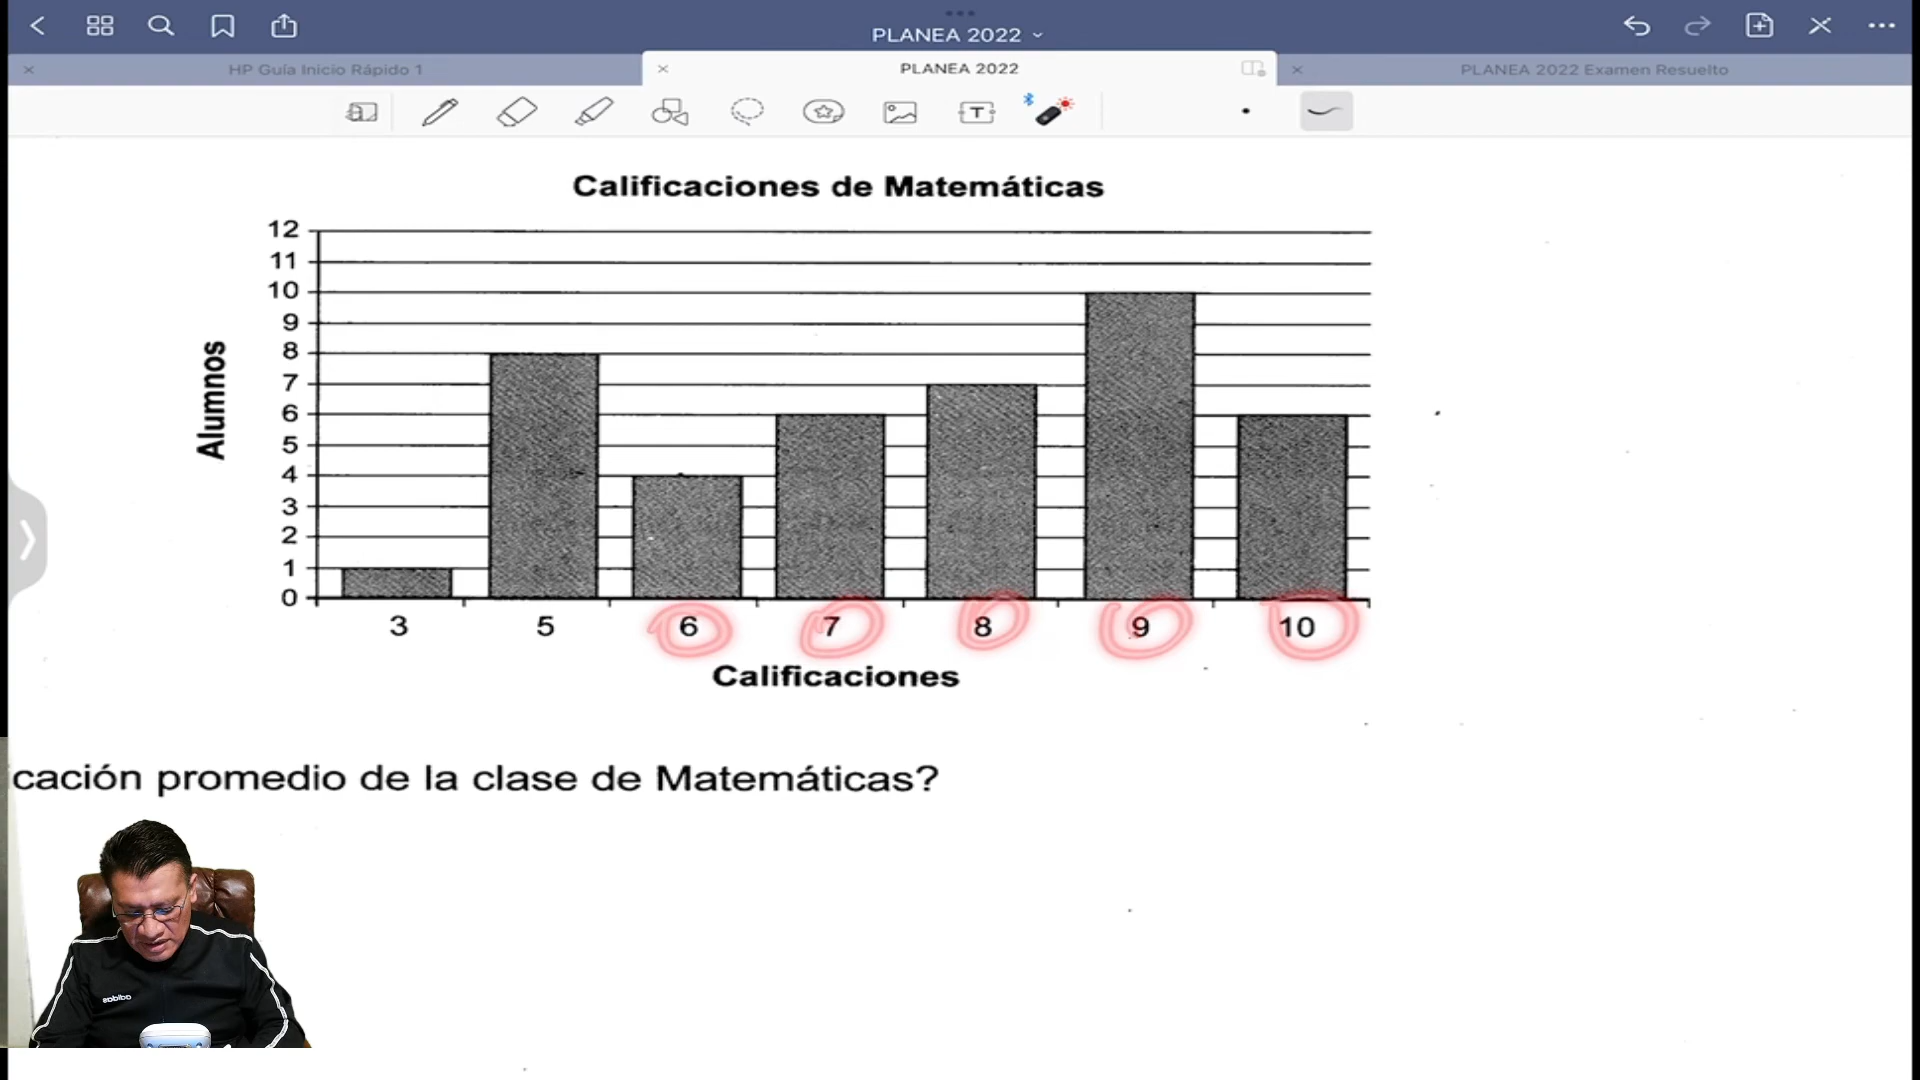 PLANEA 2022
HP Guía Inicio Rápido 1
PLANEA 2022
PLANEA 2022 Examen Resuelto
T
Calificaciones de Matemáticas
12
11
10
9
8
7
6
5
4
3
2
1
0
Alumnos
3 5 6 7 8 9 10
Calificaciones
cación promedio de la clase de Matemáticas?
adidas